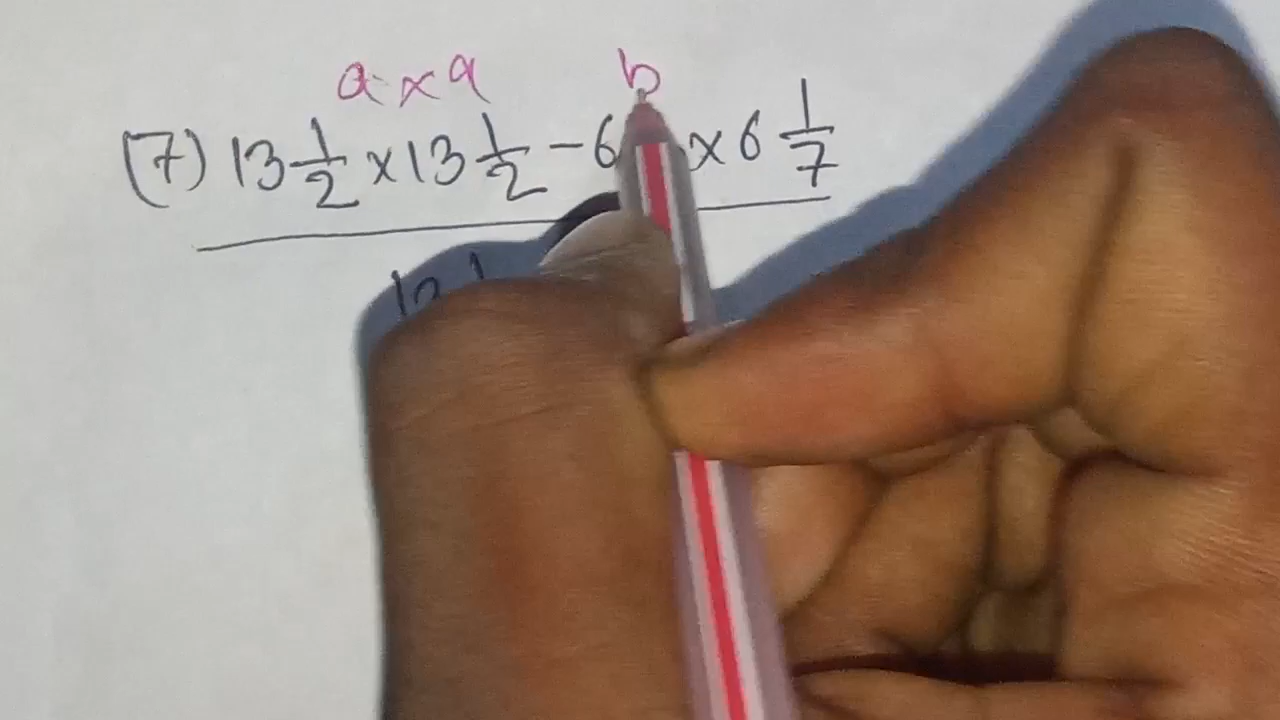 a × a b
(7) 13 1/2 × 13 1/2 - 6 × 6 1/7